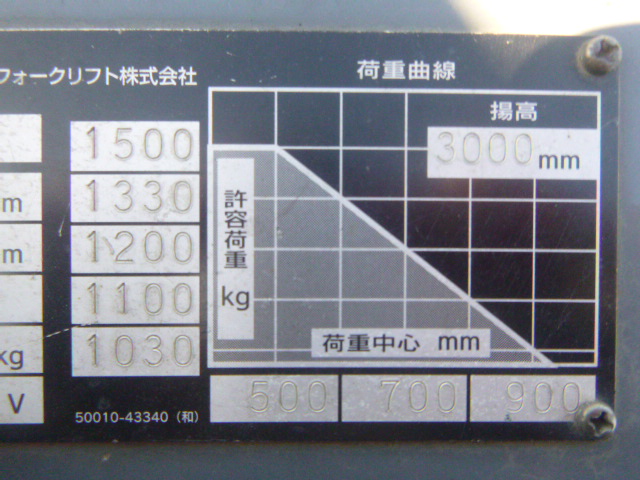 フォークリフト株式会社
荷重曲線
揚高
3000 mm
1500
m 1330
m 1200
1100
kg 1030
許容荷重 kg
荷重中心 mm
V
500 700 900
50010-43340 (和)